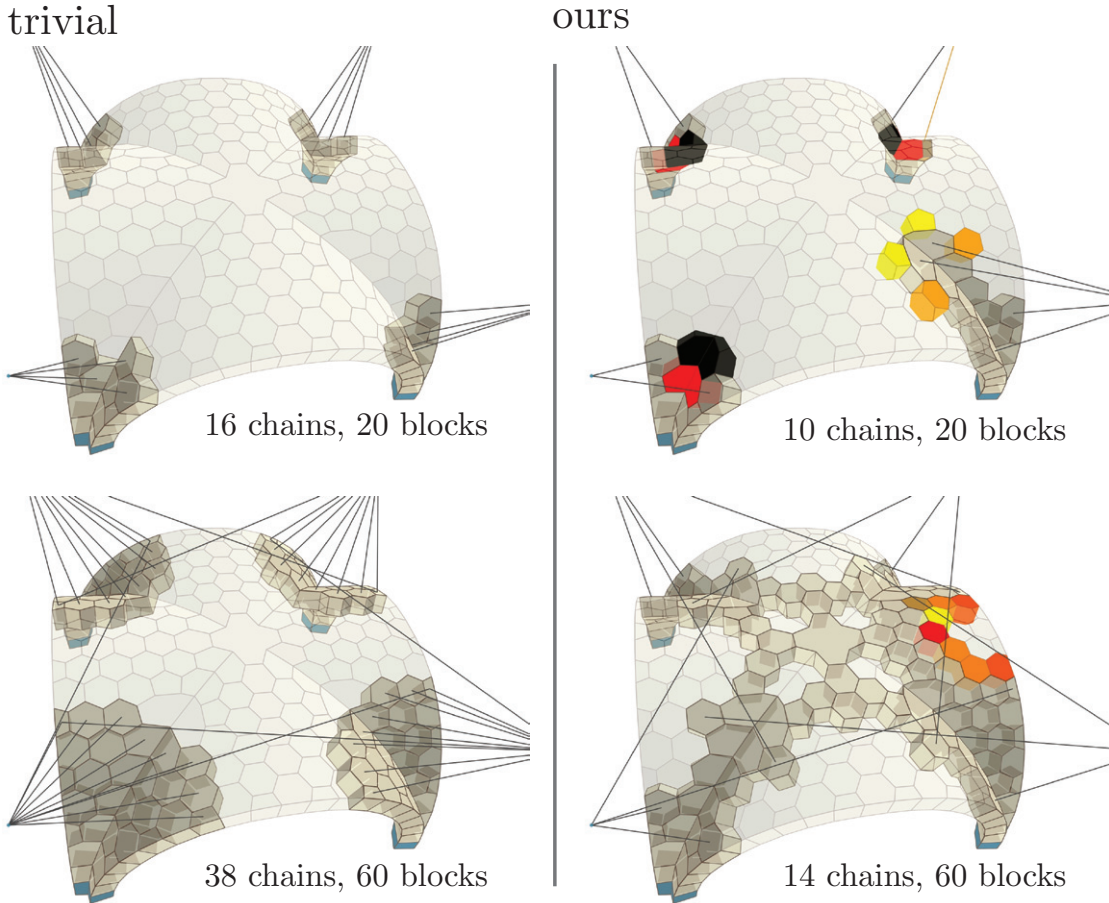 trivial
ours
16 chains, 20 blocks
10 chains, 20 blocks
38 chains, 60 blocks
14 chains, 60 blocks